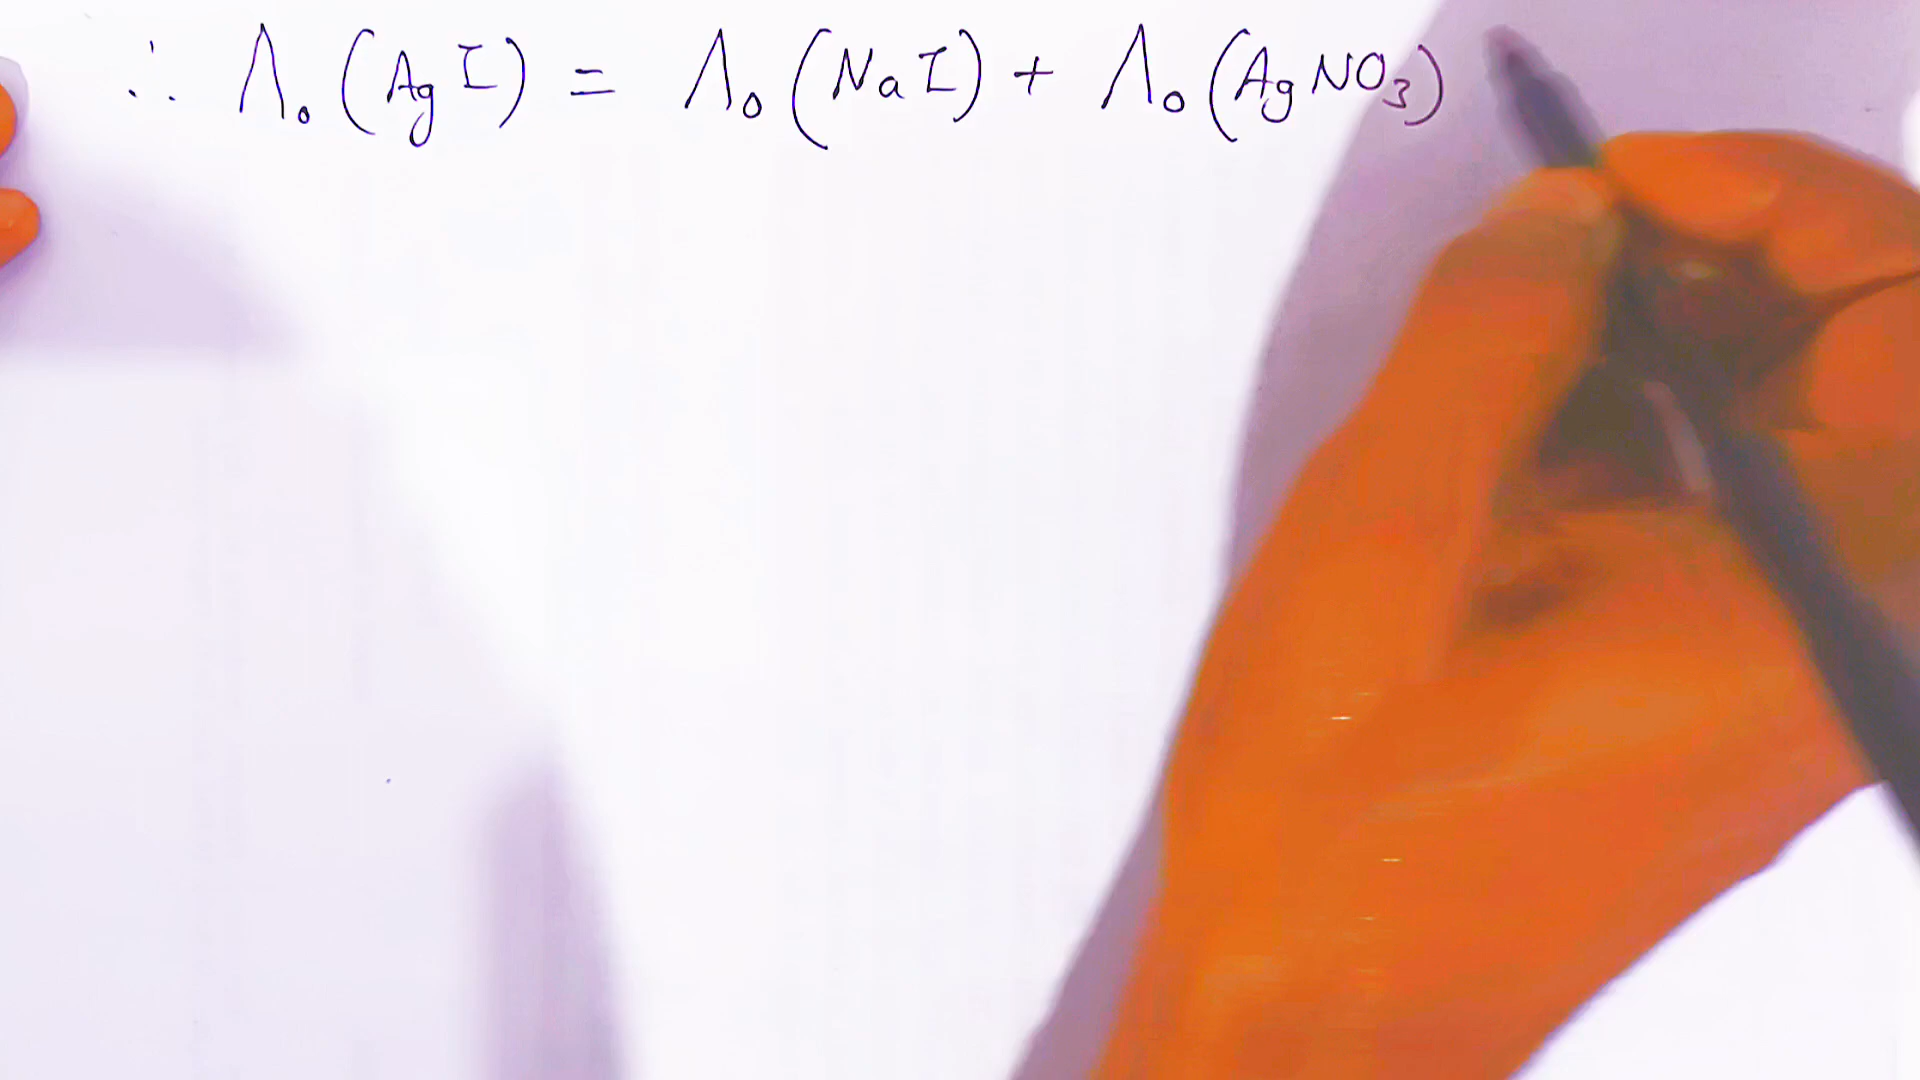 ∴ Λ₀(AgI) = Λ₀(NaI) + Λ₀(AgNO₃)